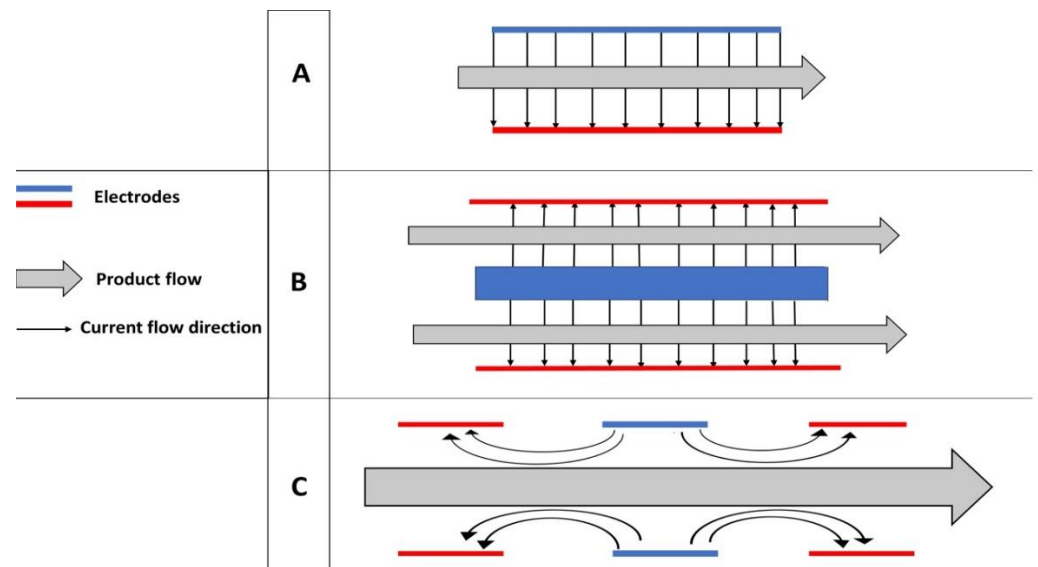 A
Electrodes
Product flow
B
Current flow direction
C